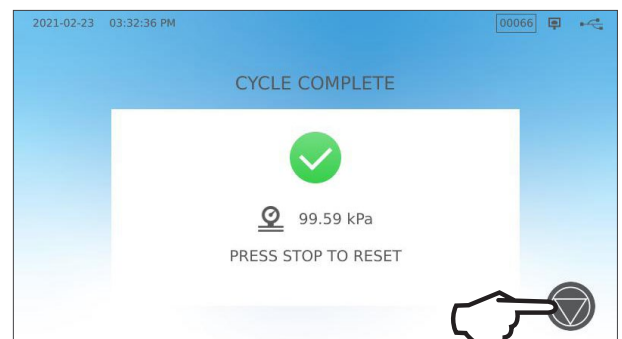 2021-02-23 03:32:36 PM 00066
CYCLE COMPLETE
99.59 kPa
PRESS STOP TO RESET